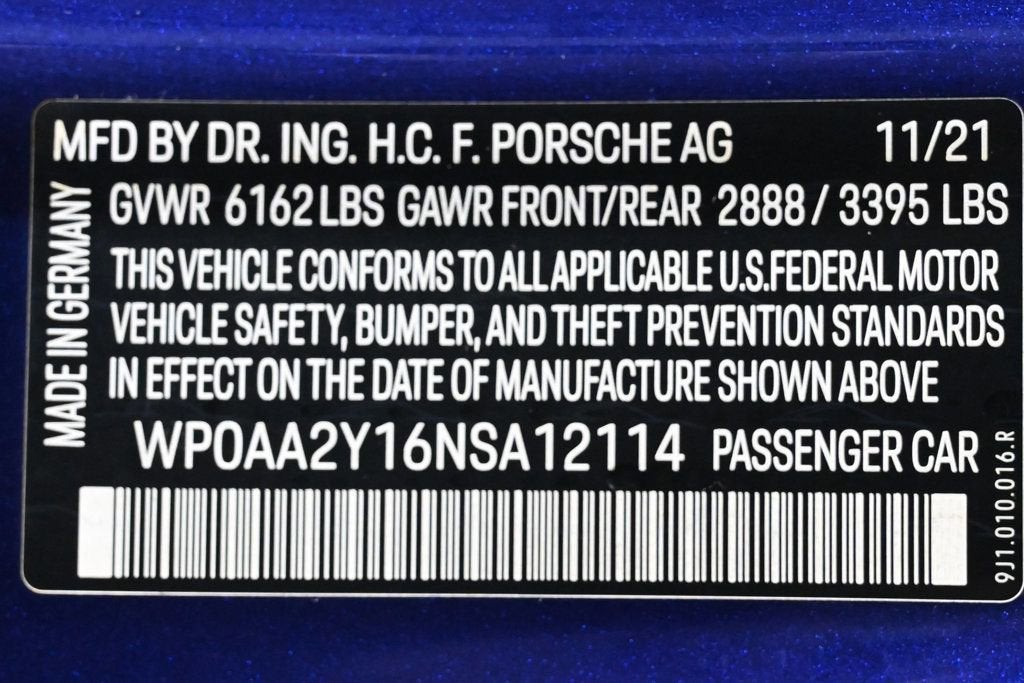 MFD BY DR. ING. H.C. F. PORSCHE AG 11/21
GVWR 6162 LBS GAWR FRONT/REAR 2888 / 3395 LBS
MADE IN GERMANY
THIS VEHICLE CONFORMS TO ALL APPLICABLE U.S.FEDERAL MOTOR
VEHICLE SAFETY, BUMPER, AND THEFT PREVENTION STANDARDS
IN EFFECT ON THE DATE OF MANUFACTURE SHOWN ABOVE
WP0AA2Y16NSA12114 PASSENGER CAR
9J1.010.016.R